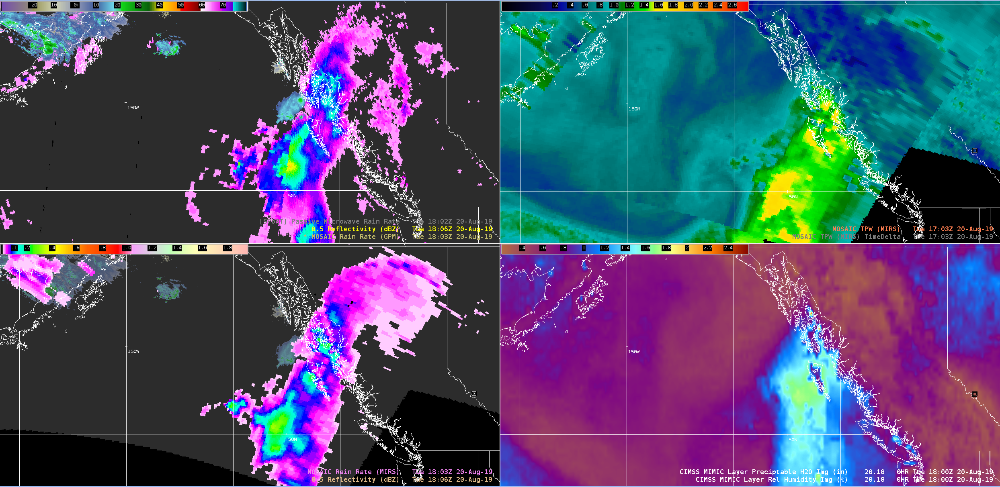 -20 10 -0+ 10 20 30 40 50 60 70
150W
50N
[SPoRT] Passive Microwave Rain Rate Tue 18:02Z 20-Aug-19
0.5 Reflectivity (dBZ) Tue 18:06Z 20-Aug-19
MOSAIC Rain Rate (GPM) Tue 18:03Z 20-Aug-19
.2 .4 .6 .8 1.0 1.2 1.4 1.6 1.8 2.0 2.2 2.4 2.6
150W
50N
MOSAIC TPW (MIRS) Tue 17:03Z 20-Aug-19
MOSAIC TPW (MIRS) TimeDelta Tue 17:03Z 20-Aug-19
.1 .2 .4 .6 .8 1.0 1.2 1.4 1.6 1.8
150W
50N
MOSAIC Rain Rate (MIRS) Tue 18:03Z 20-Aug-19
0.5 Reflectivity (dBZ) Tue 18:06Z 20-Aug-19
.4 .6 .8 1 1.2 1.4 1.6 1.8 2 2.2 2.4
150W
50N
CIMSS MIMIC Layer Preciptable H2O Img (in) 20.18 0HR Tue 18:00Z 20-Aug-19
CIMSS MIMIC Layer Rel Humidity Img (%) 20.18 0HR Tue 18:00Z 20-Aug-19